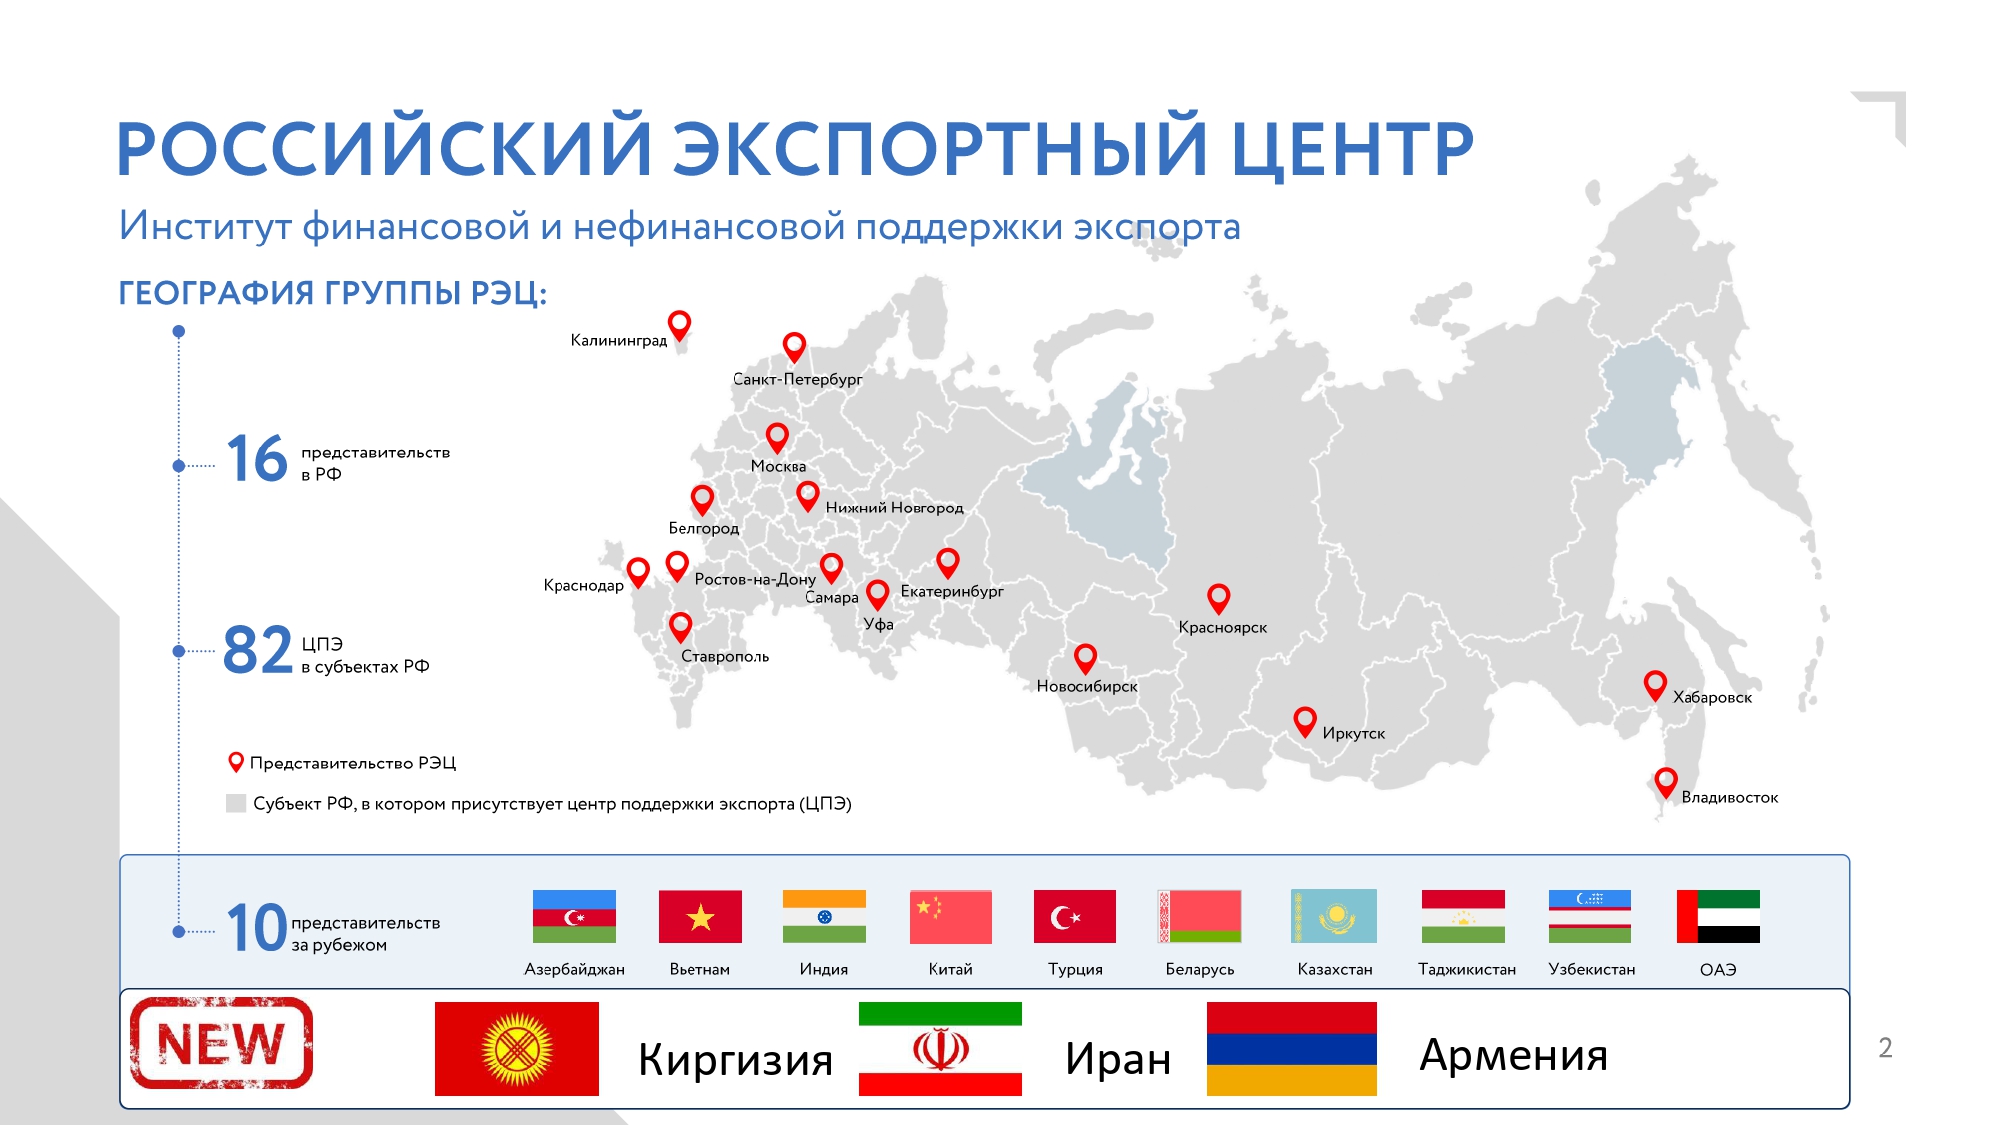 РОССИЙСКИЙ ЭКСПОРТНЫЙ ЦЕНТР
Институт финансовой и нефинансовой поддержки экспорта
ГЕОГРАФИЯ ГРУППЫ РЭЦ:
16 представительств
в РФ
82 ЦПЭ
в субъектах РФ
Калининград
Санкт-Петербург
Москва
Нижний Новгород
Белгород
Краснодар
Ростов-на-Дону
Самара
Екатеринбург
Уфа
Ставрополь
Красноярск
Новосибирск
Иркутск
Хабаровск
Владивосток
Представительство РЭЦ
Субъект РФ, в котором присутствует центр поддержки экспорта (ЦПЭ)
10 представительств
за рубежом
Азербайджан Вьетнам Индия Китай Турция Беларусь Казахстан Таджикистан Узбекистан ОАЭ
NEW Киргизия Иран Армения
2